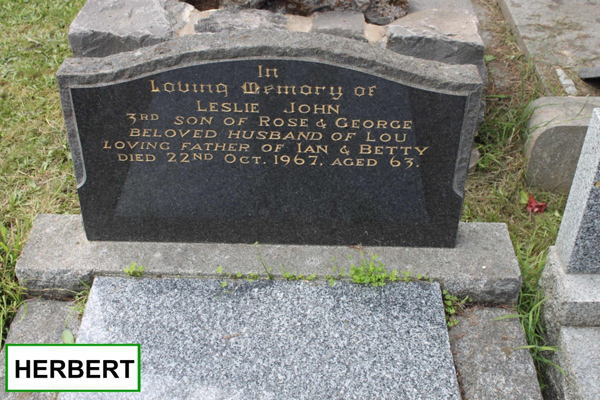 In
Loving Memory of
LESLIE JOHN
3RD SON OF ROSE & GEORGE
BELOVED HUSBAND OF LOU
LOVING FATHER OF IAN & BETTY
DIED 22ND OCT. 1967, AGED 63.
HERBERT